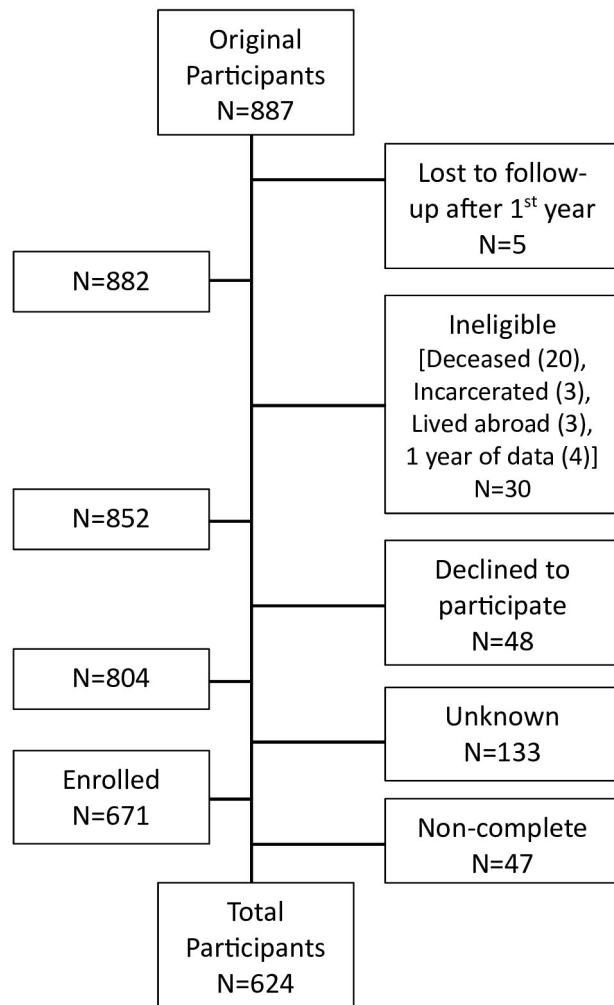 Original
Participants
N=887
Lost to follow-
up after 1st year
N=5
N=882
Ineligible
[Deceased (20),
Incarcerated (3),
Lived abroad (3),
1 year of data (4)]
N=30
N=852
Declined to
participate
N=48
N=804
Unknown
N=133
Enrolled
N=671
Non-complete
N=47
Total
Participants
N=624